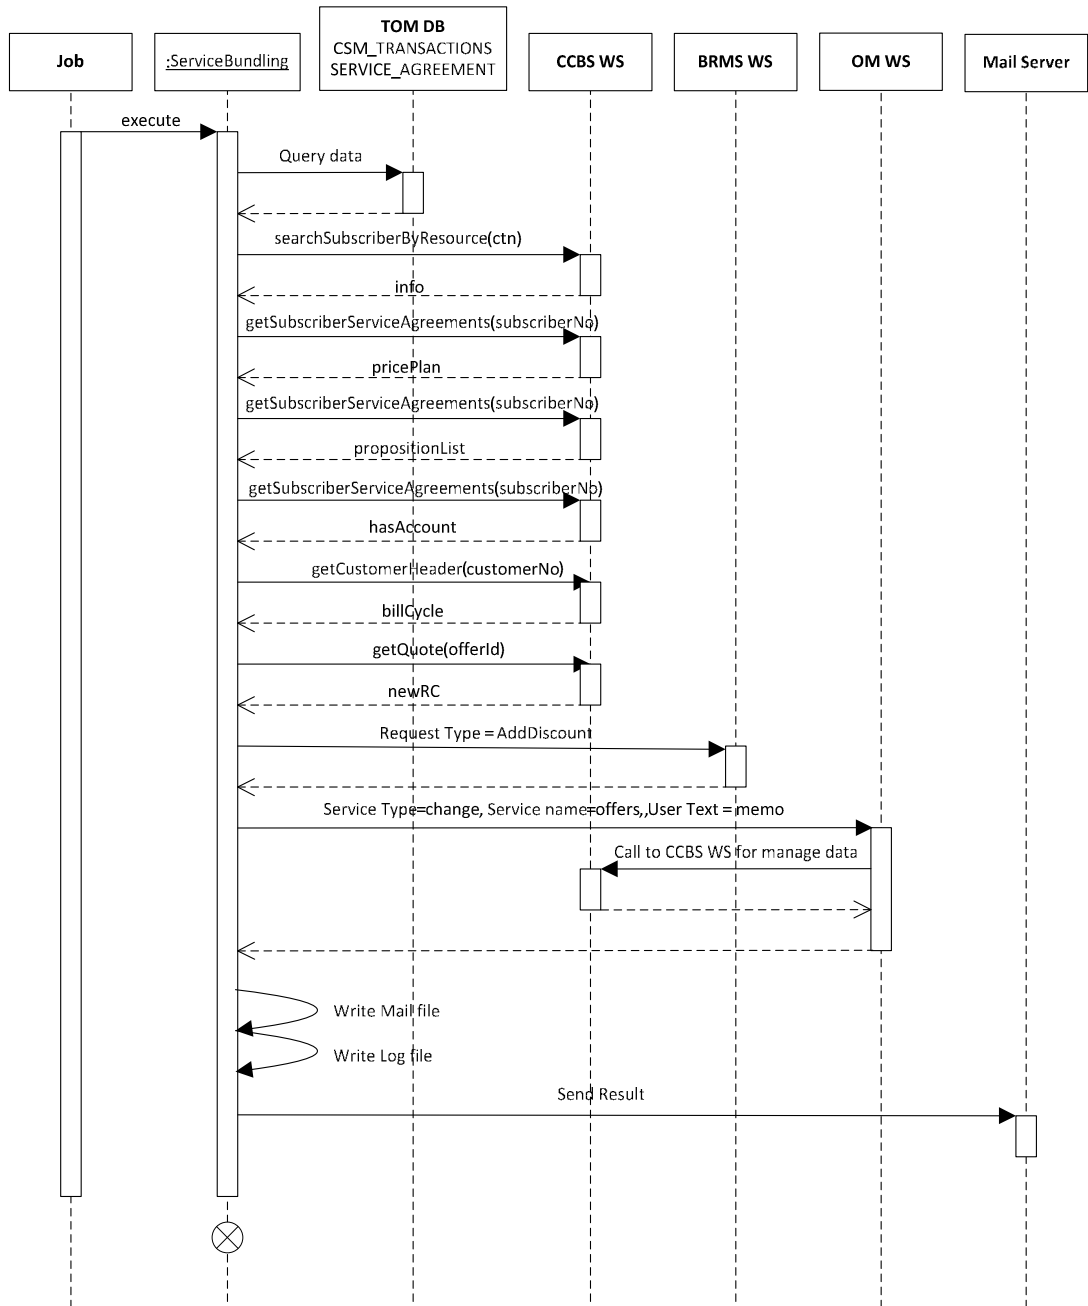 Job
:ServiceBundling
TOM DB
CSM_TRANSACTIONS
SERVICE_AGREEMENT
CCBS WS
BRMS WS
OM WS
Mail Server
execute
Query data
searchSubscriberByResource(ctn)
info
getSubscriberServiceAgreements(subscriberNo)
pricePlan
getSubscriberServiceAgreements(subscriberNo)
propositionList
getSubscriberServiceAgreements(subscriberNo)
hasAccount
getCustomerHeader(customerNo)
billCycle
getQuote(offerId)
newRC
Request Type = AddDiscount
Service Type=change, Service name=offers,,User Text = memo
Call to CCBS WS for manage data
Write Mail file
Write Log file
Send Result